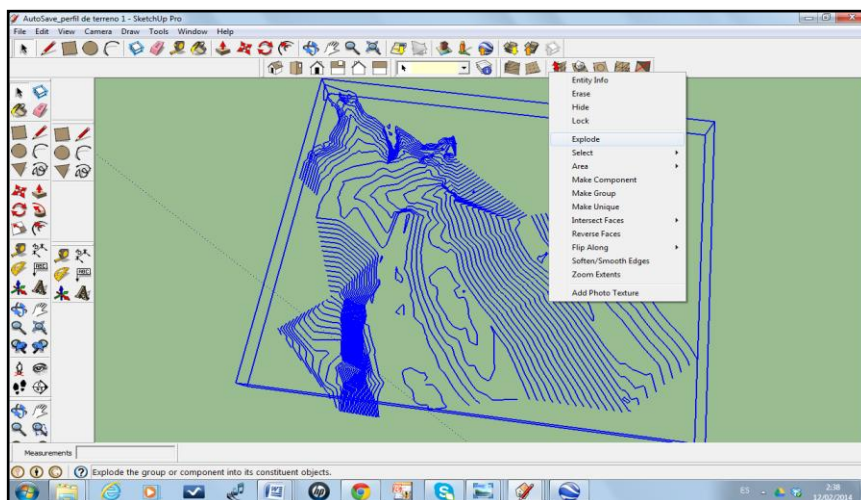 AutoSave_perfil de terreno 1 - SketchUp Pro
File Edit View Camera Draw Tools Window Help
Entity Info
Erase
Hide
Lock
Explode
Select
Area
Make Component
Make Group
Make Unique
Intersect Faces
Reverse Faces
Flip Along
Soften/Smooth Edges
Zoom Extents
Add Photo Texture
Measurements
Explode the group or component into its constituent objects.
ES
2:38
12/02/2014